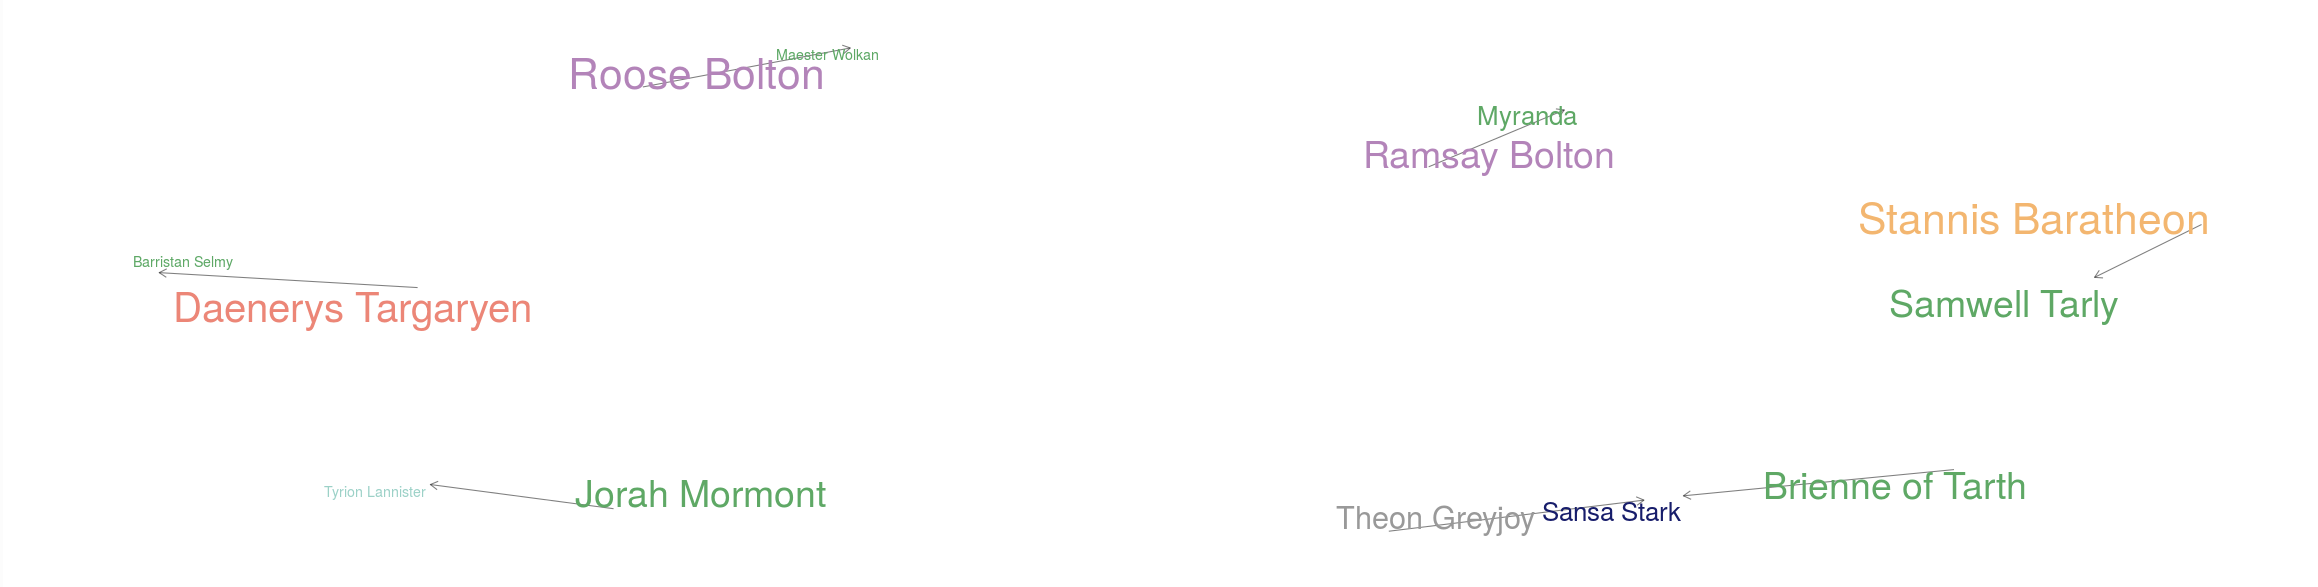 Maester Wolkan
Roose Bolton
Myranda
Ramsay Bolton
Stannis Baratheon
Barristan Selmy
Daenerys Targaryen
Samwell Tarly
Tyrion Lannister
Jorah Mormont
Brienne of Tarth
Theon Greyjoy
Sansa Stark